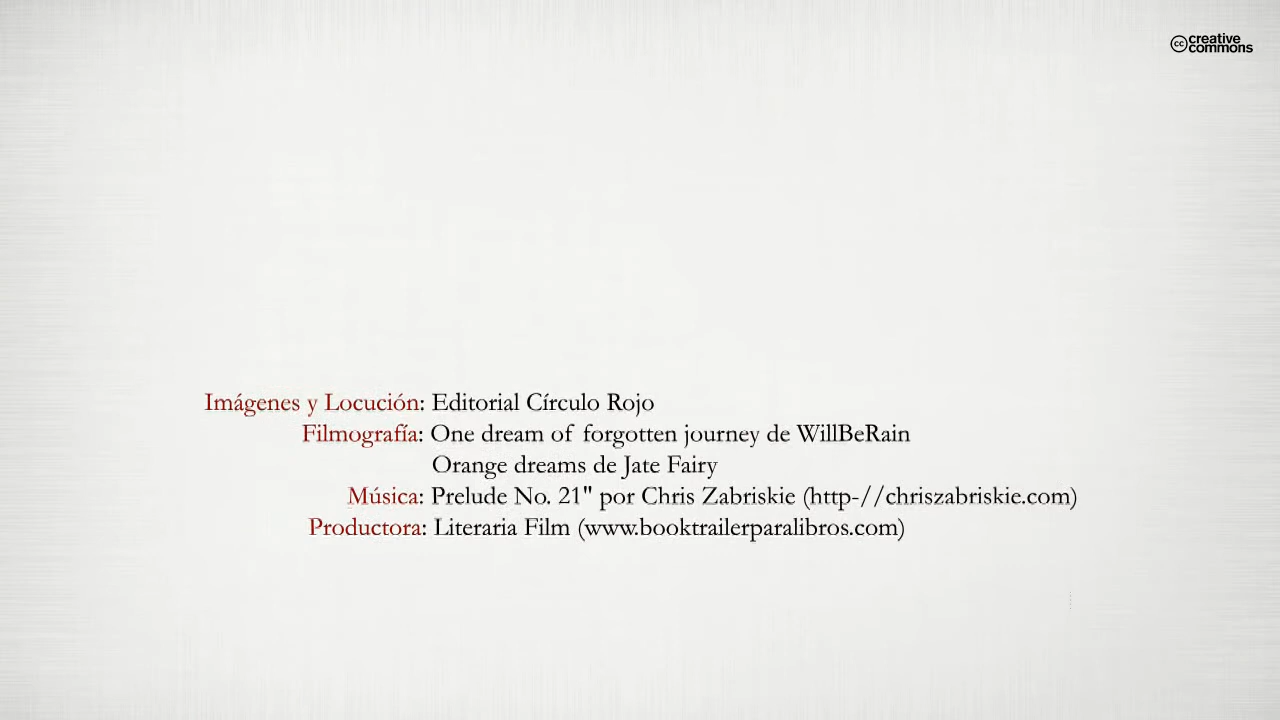 creative
commons
Imágenes y Locución: Editorial Círculo Rojo
Filmografía: One dream of forgotten journey de WillBeRain
Orange dreams de Jate Fairy
Música: Prelude No. 21" por Chris Zabriskie (http-//chriszabriskie.com)
Productora: Literaria Film (www.booktrailerparalibros.com)